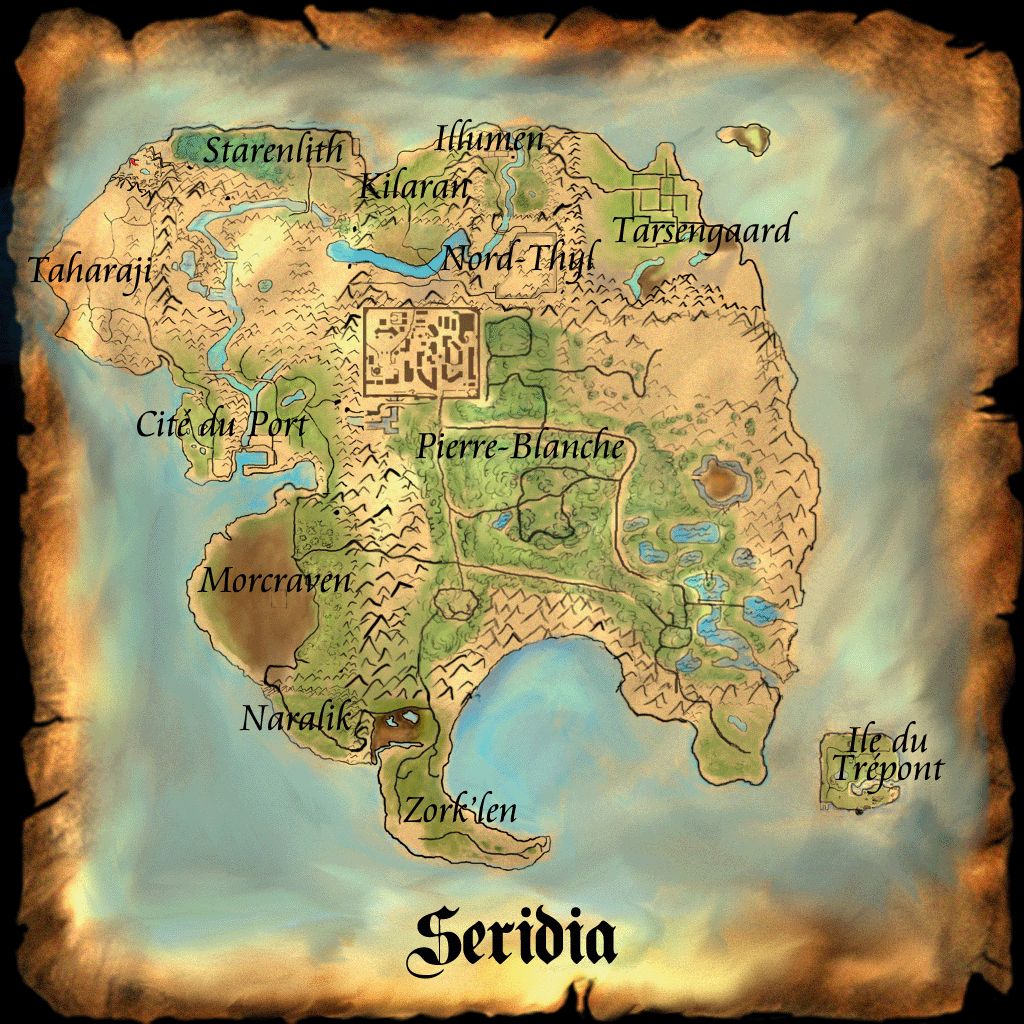 Illumen
Starenlith
Kilaran
Tarsengaard
Nord-Thyl
Taharaji
Cité du Port
Pierre-Blanche
Morcraven
Naralik
Ile du
Trépont
Zork'len
Seridia